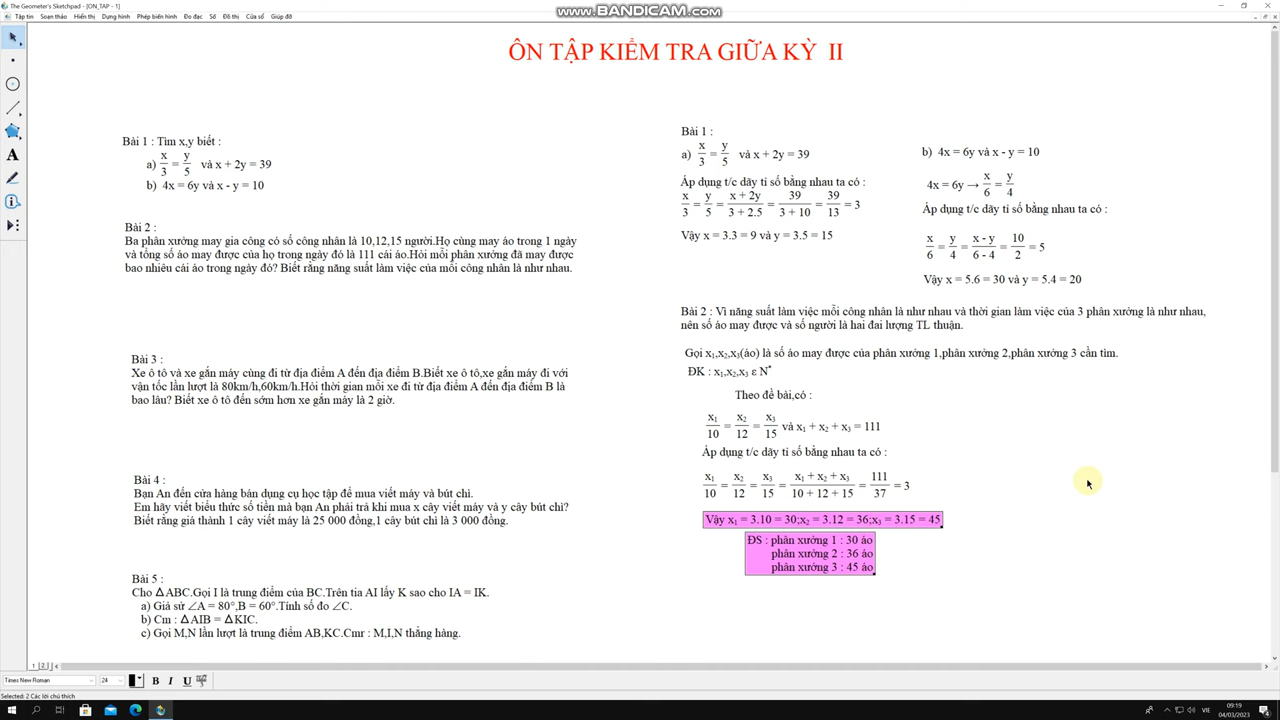 The Geometer's Sketchpad - [ON_TAP - 1]
www.BANDICAM.com
Tập tin Soạn thảo Hiển thị Dựng hình Phép biến hình Đo đạc Số Đồ thị Cửa sổ Giúp đỡ
ÔN TẬP KIỂM TRA GIỮA KỲ II
Bài 1 : Tìm x,y biết :
a) x/3 = y/5 và x + 2y = 39
b) 4x = 6y và x - y = 10
Bài 2 :
Ba phân xưởng may gia công có số công nhân là 10,12,15 người.Họ cùng may áo trong 1 ngày
và tổng số áo may được của họ trong ngày đó là 111 cái áo.Hỏi mỗi phân xưởng đã may được
bao nhiêu cái áo trong ngày đó? Biết rằng năng suất làm việc của mỗi công nhân là như nhau.
Bài 3 :
Xe ô tô và xe gắn máy cùng đi từ địa điểm A đến địa điểm B.Biết xe ô tô,xe gắn máy đi với
vận tốc lần lượt là 80km/h,60km/h.Hỏi thời gian mỗi xe đi từ địa điểm A đến địa điểm B là
bao lâu? Biết xe ô tô đến sớm hơn xe gắn máy là 2 giờ.
Bài 4 :
Bạn An đến cửa hàng bán dụng cụ học tập để mua viết máy và bút chì.
Em hãy viết biểu thức số tiền mà bạn An phải trả khi mua x cây viết máy và y cây bút chì?
Biết rằng giá thành 1 cây viết máy là 25 000 đồng,1 cây bút chì là 3 000 đồng.
Bài 5 :
Cho △ABC.Gọi I là trung điểm của BC.Trên tia AI lấy K sao cho IA = IK.
a) Giả sử ∠A = 80°,B = 60°.Tính số đo ∠C.
b) Cm : △AIB = △KIC.
c) Gọi M,N lần lượt là trung điểm AB,KC.Cmr : M,I,N thẳng hàng.
Bài 1 :
a) x/3 = y/5 và x + 2y = 39
Áp dụng t/c dãy tỉ số bằng nhau ta có :
x/3 = y/5 = (x + 2y)/(3 + 2.5) = 39/(3 + 10) = 39/13 = 3
Vậy x = 3.3 = 9 và y = 3.5 = 15
b) 4x = 6y và x - y = 10
4x = 6y → x/6 = y/4
Áp dụng t/c dãy tỉ số bằng nhau ta có :
x/6 = y/4 = (x - y)/(6 - 4) = 10/2 = 5
Vậy x = 5.6 = 30 và y = 5.4 = 20
Bài 2 : Vì năng suất làm việc mỗi công nhân là như nhau và thời gian làm việc của 3 phân xưởng là như nhau,
nên số áo may được và số người là hai đai lượng TL thuận.
Gọi x₁,x₂,x₃(áo) là số áo may được của phân xưởng 1,phân xưởng 2,phân xưởng 3 cần tìm.
ĐK : x₁,x₂,x₃ ε N*
Theo đề bài,có :
x₁/10 = x₂/12 = x₃/15 và x₁ + x₂ + x₃ = 111
Áp dụng t/c dãy tỉ số bằng nhau ta có :
x₁/10 = x₂/12 = x₃/15 = (x₁ + x₂ + x₃)/(10 + 12 + 15) = 111/37 = 3
Vậy x₁ = 3.10 = 30;x₂ = 3.12 = 36;x₃ = 3.15 = 45
ĐS : phân xưởng 1 : 30 áo
phân xưởng 2 : 36 áo
phân xưởng 3 : 45 áo
1 2
Times New Roman 24 B I U
Selected: 2 Các lời chú thích
VIE
09:19
04/03/2023